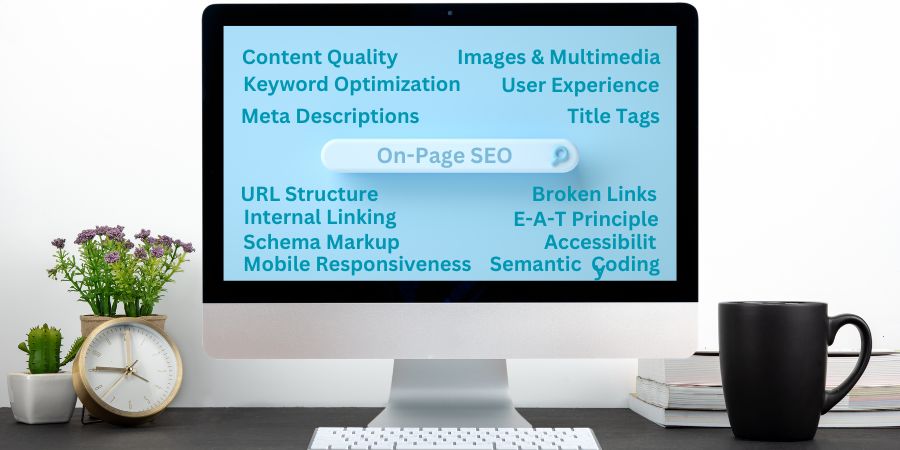 Content Quality
Images & Multimedia
Keyword Optimization
User Experience
Meta Descriptions
Title Tags
On-Page SEO
URL Structure
Broken Links
Internal Linking
E-A-T Principle
Schema Markup
Accessibilit
y
Mobile Responsiveness
Semantic Coding